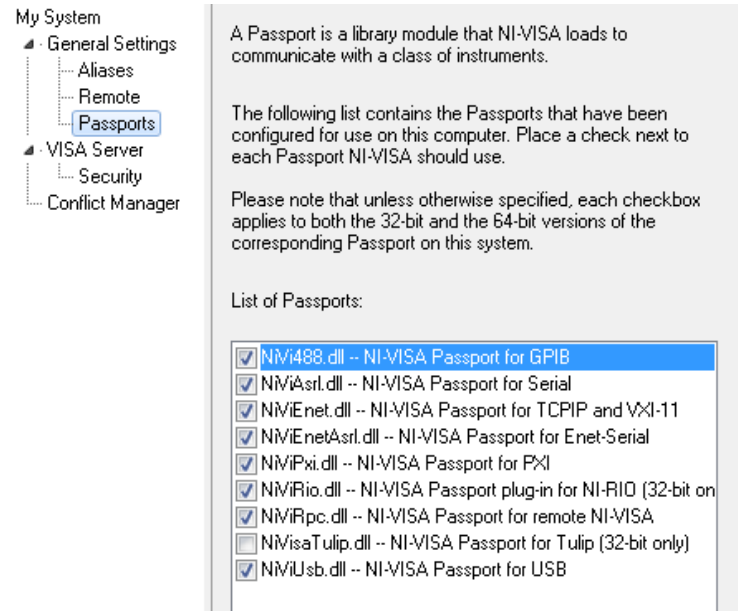 My System
General Settings
Aliases
Remote
Passports
VISA Server
Security
Conflict Manager
A Passport is a library module that NI-VISA loads to
communicate with a class of instruments.
The following list contains the Passports that have been
configured for use on this computer. Place a check next to
each Passport NI-VISA should use.
Please note that unless otherwise specified, each checkbox
applies to both the 32-bit and the 64-bit versions of the
corresponding Passport on this system.
List of Passports:
NiVi488.dll -- NI-VISA Passport for GPIB
NiViAsrl.dll -- NI-VISA Passport for Serial
NiViEnet.dll -- NI-VISA Passport for TCPIP and VXI-11
NiViEnetAsrl.dll -- NI-VISA Passport for Enet-Serial
NiViPxi.dll -- NI-VISA Passport for PXI
NiViRio.dll -- NI-VISA Passport plug-in for NI-RIO (32-bit on
NiViRpc.dll -- NI-VISA Passport for remote NI-VISA
NiVisaTulip.dll -- NI-VISA Passport for Tulip (32-bit only)
NiViUsb.dll -- NI-VISA Passport for USB